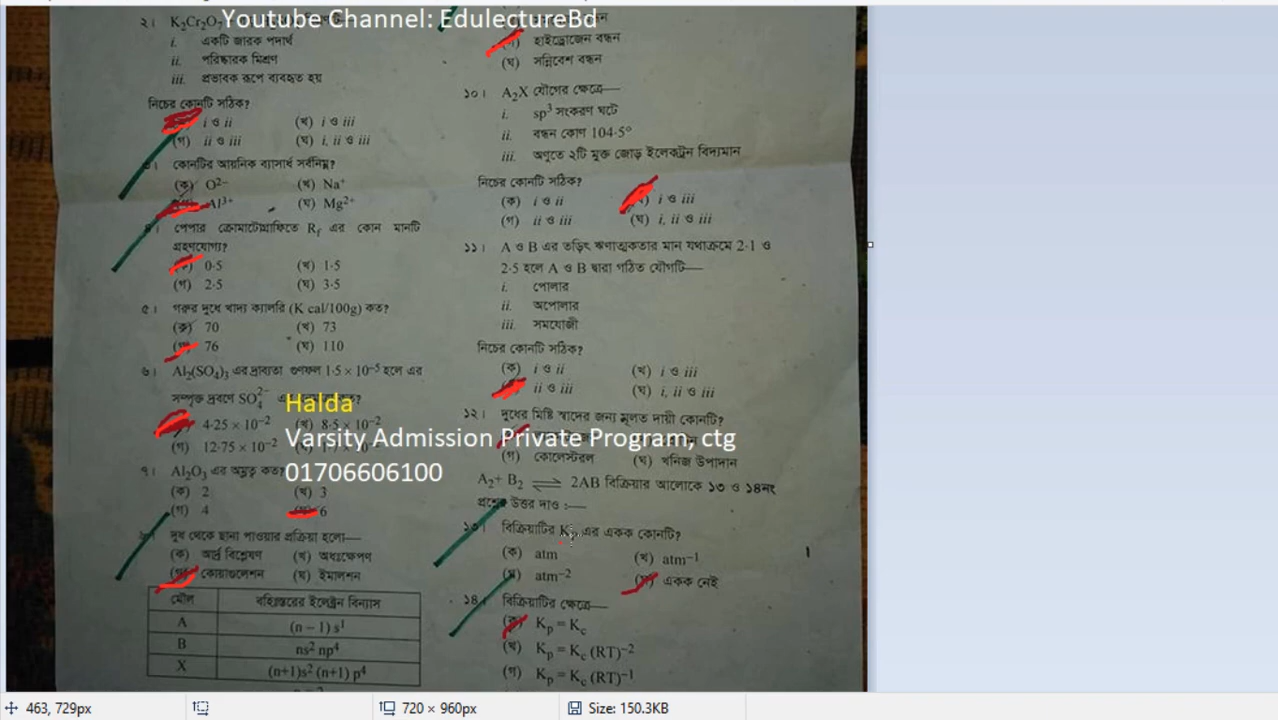 Youtube Channel: EdulectureBd
২। K₂Cr₂O₇
i. একটি জারক পদার্থ
ii. পরিষ্কারক মিশ্রণ
iii. প্রভাবক রূপে ব্যবহৃত হয়
নিচের কোনটি সঠিক?
i ও ii (খ) i ও iii
(গ) ii ও iii (ঘ) i, ii ও iii
৩। কোনটির আয়নিক ব্যাসার্ধ সর্বনিম্ন?
(ক) O²⁻ (খ) Na⁺
Al³⁺ (ঘ) Mg²⁺
৪। পেপার ক্রোমাটোগ্রাফিতে Rf এর কোন মানটি
গ্রহণযোগ্য?
0·5 (খ) 1·5
(গ) 2·5 (ঘ) 3·5
৫। গরুর দুধে খাদ্য ক্যালরি (K cal/100g) কত?
(ক) 70 (খ) 73
76 (ঘ) 110
৬। Al₂(SO₄)₃ এর দ্রাব্যতা গুণফল 1·5 × 10⁻⁵ হলে এর
সম্পৃক্ত দ্রবণে SO₄²⁻
4·25 × 10⁻² (খ) 8·5 × 10⁻²
(গ) 12·75 × 10⁻²
৭। Al₂O₃ এর অম্লত্ব কত?
(ক) 2 (খ) 3
(গ) 4 6
৮। দুধ থেকে ছানা পাওয়ার প্রক্রিয়া হলো—
(ক) আর্দ্র বিশ্লেষণ (খ) অধঃক্ষেপণ
(গ) কোয়াগুলেশন (ঘ) ইমালশন
মৌল বহিঃস্তরের ইলেক্ট্রন বিন্যাস
A (n − 1) s¹
B ns² np⁴
X (n+1)s² (n+1) p⁴
হাইড্রোজেন বন্ধন
(ঘ) সন্নিবেশ বন্ধন
১০। A₂X যৌগের ক্ষেত্রে—
i. sp³ সংকরণ ঘটে
ii. বন্ধন কোণ 104·5°
iii. অণুতে ২টি মুক্ত জোড় ইলেকট্রন বিদ্যমান
নিচের কোনটি সঠিক?
(ক) i ও ii i ও iii
(গ) ii ও iii (ঘ) i, ii ও iii
১১। A ও B এর তড়িৎ ঋণাত্মকতার মান যথাক্রমে 2·1 ও
2·5 হলে A ও B দ্বারা গঠিত যৌগটি—
i. পোলার
ii. অপোলার
iii. সমযোজী
নিচের কোনটি সঠিক?
(ক) i ও ii (খ) i ও iii
ii ও iii (ঘ) i, ii ও iii
১২। দুধের মিষ্টি স্বাদের জন্য মূলত দায়ী কোনটি?
(গ) কোলেস্টরল (ঘ) খনিজ উপাদান
A₂+ B₂ ⇌ 2AB বিক্রিয়ার আলোকে ১৩ ও ১৪নং
প্রশ্নের উত্তর দাও :—
১৩। বিক্রিয়াটির Kₚ এর একক কোনটি?
(ক) atm (খ) atm⁻¹
atm⁻² একক নেই
১৪। বিক্রিয়াটির ক্ষেত্রে—
(ক) Kₚ = K꜀
(খ) Kₚ = K꜀ (RT)⁻²
(গ) Kₚ = K꜀ (RT)⁻¹
Halda
Varsity Admission Private Program, ctg
01706606100
463, 729px 720 × 960px Size: 150.3KB